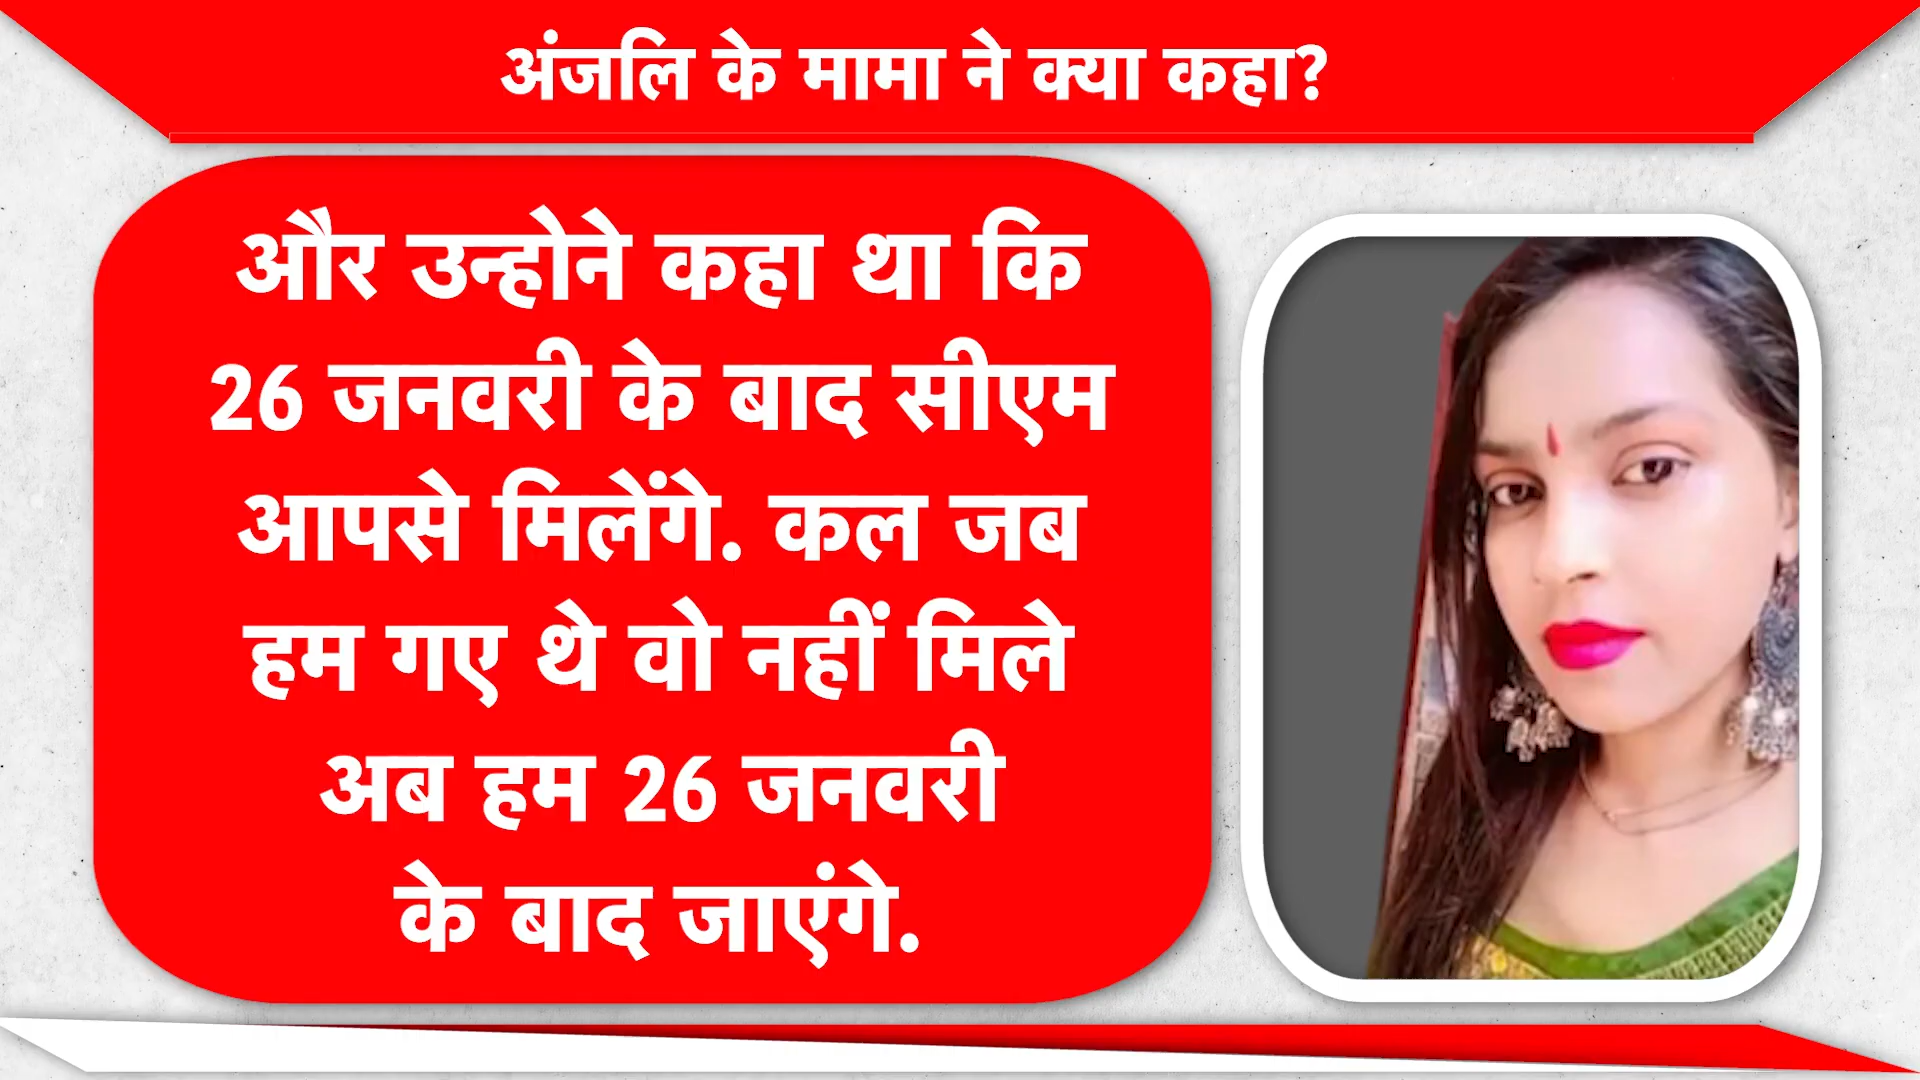 अंजलि के मामा ने क्या कहा?
और उन्होने कहा था कि
26 जनवरी के बाद सीएम
आपसे मिलेंगे. कल जब
हम गए थे वो नहीं मिले
अब हम 26 जनवरी
के बाद जाएंगे.